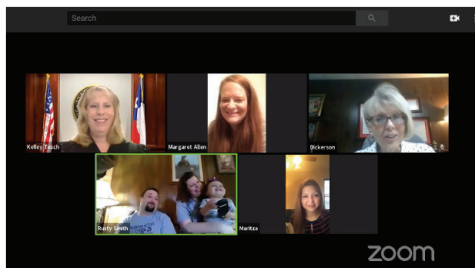 Search
Kelley Tesch
Margaret Allen
Dickerson
Rusty Smith
Maritza
zoom